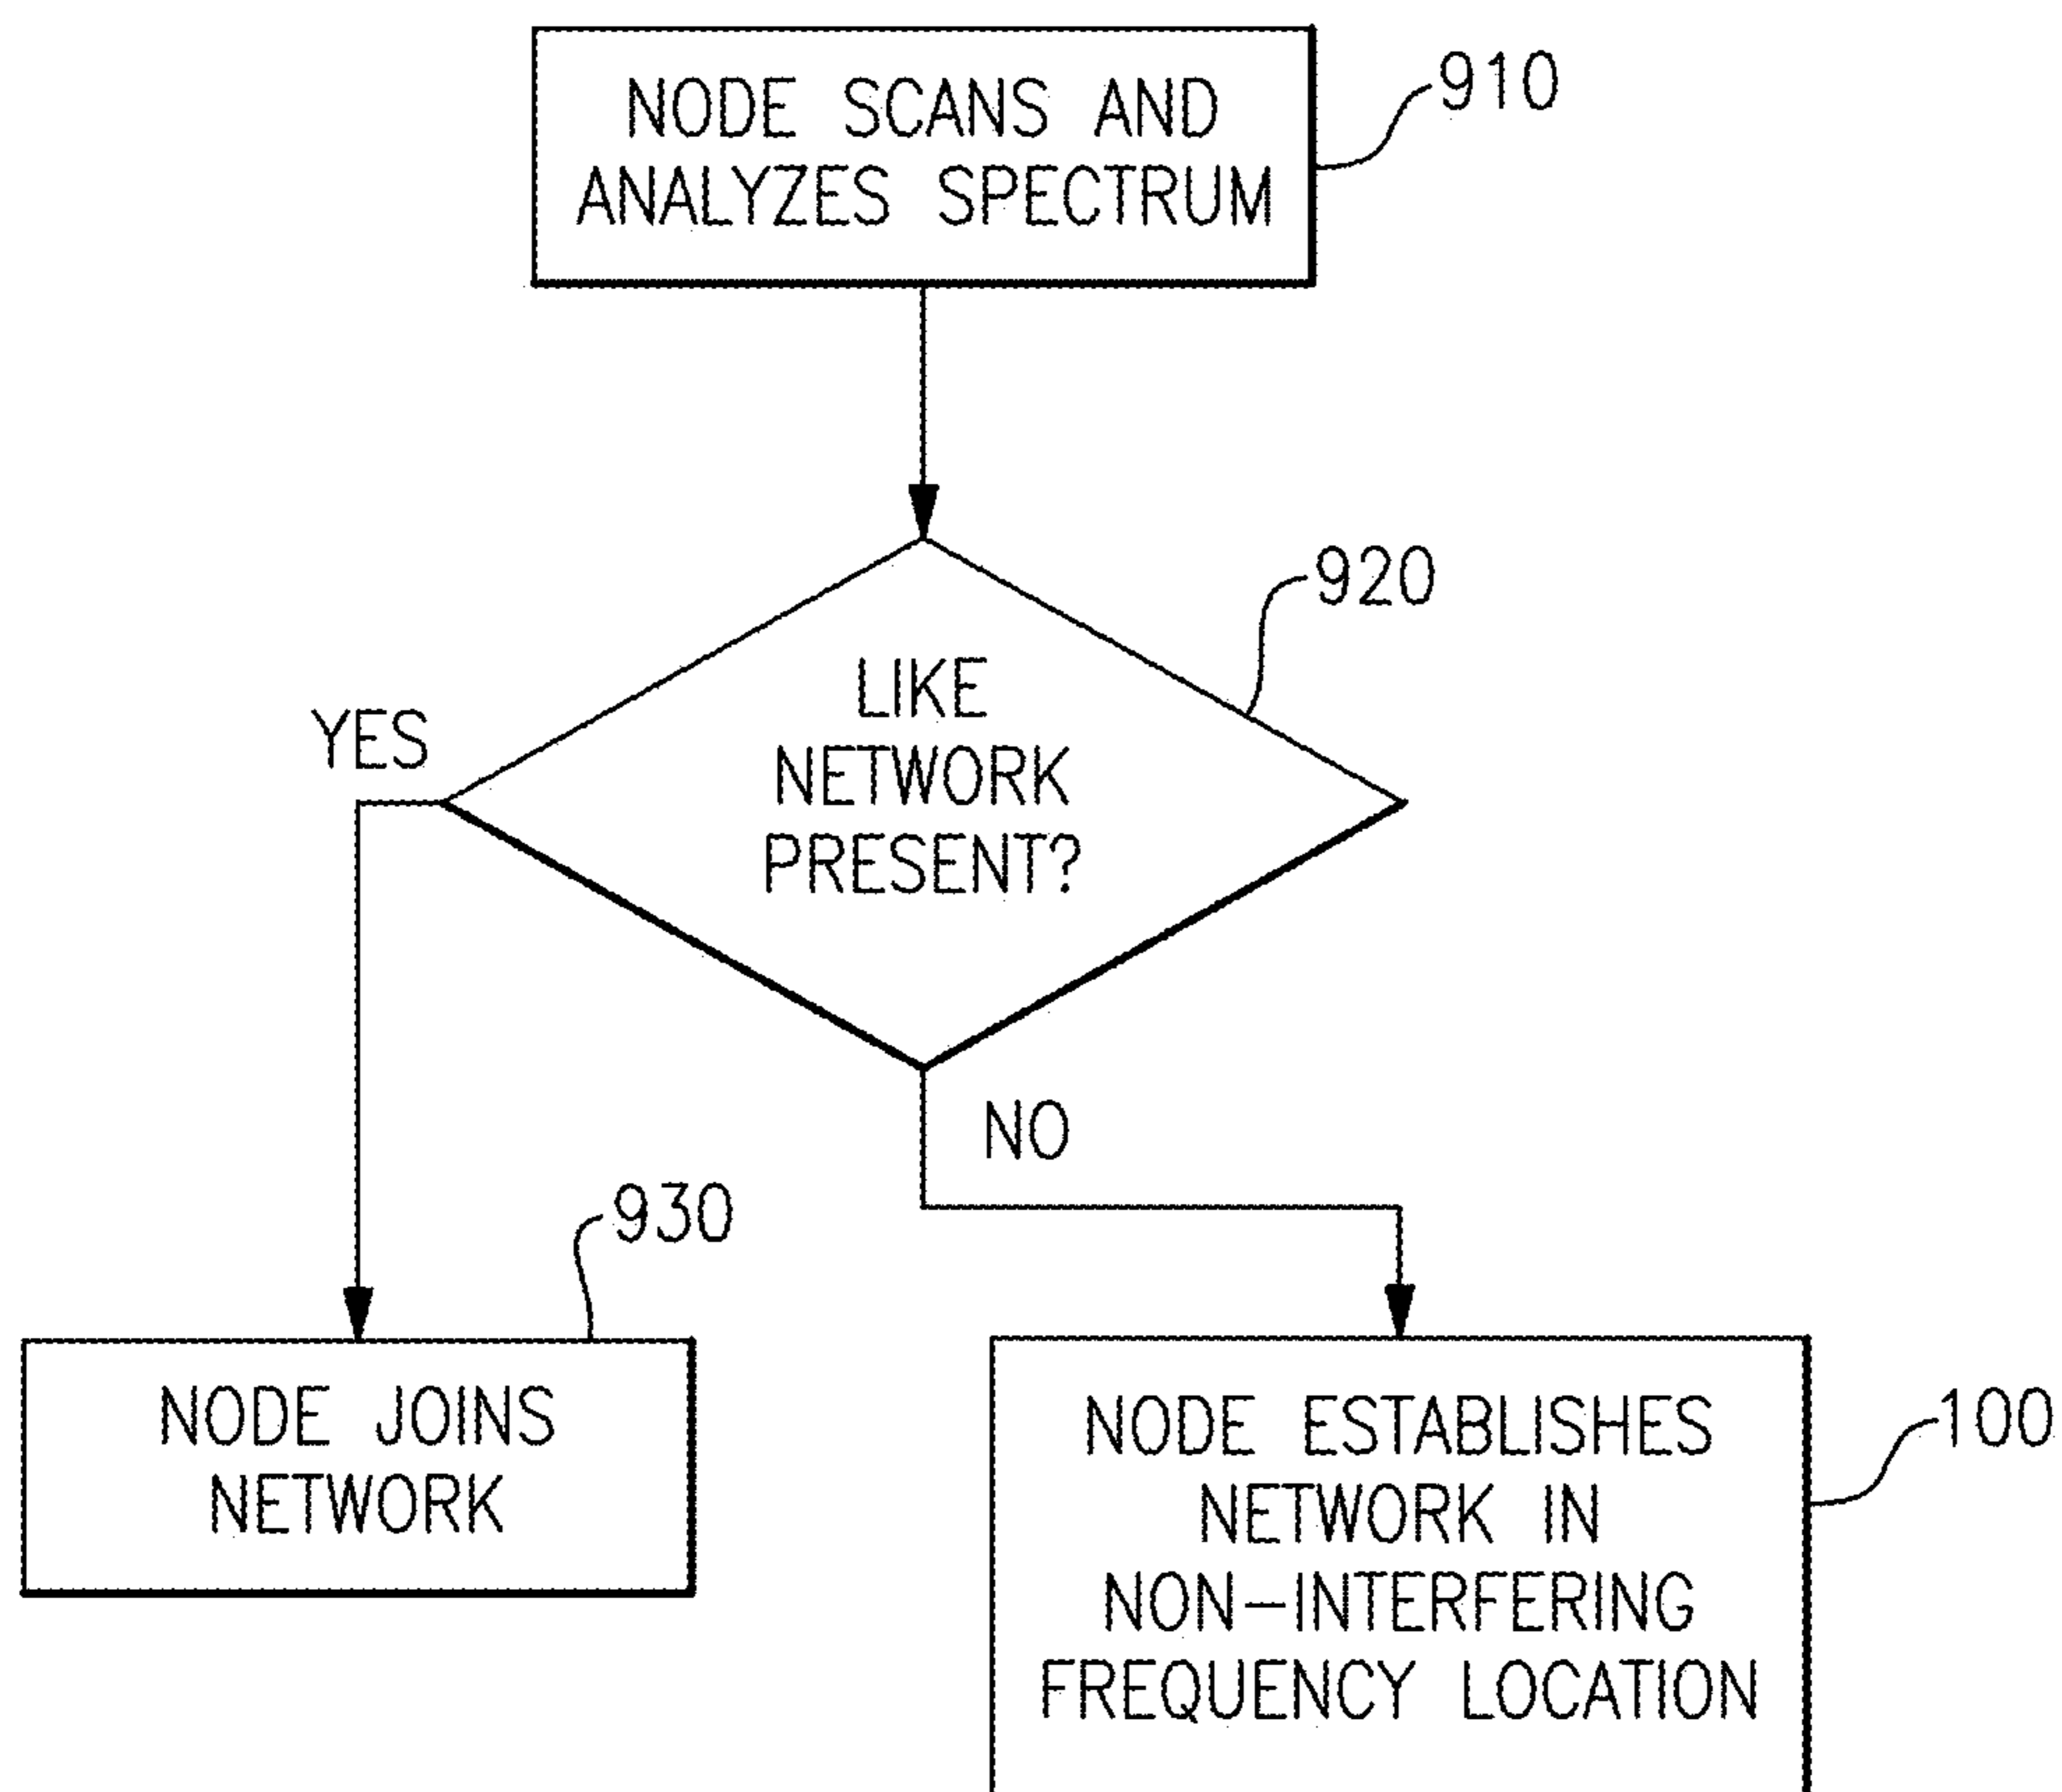 NODE SCANS AND
ANALYZES SPECTRUM
910
920
LIKE
NETWORK
PRESENT?
YES
NO
930
NODE JOINS
NETWORK
NODE ESTABLISHES
NETWORK IN
NON-INTERFERING
FREQUENCY LOCATION
100